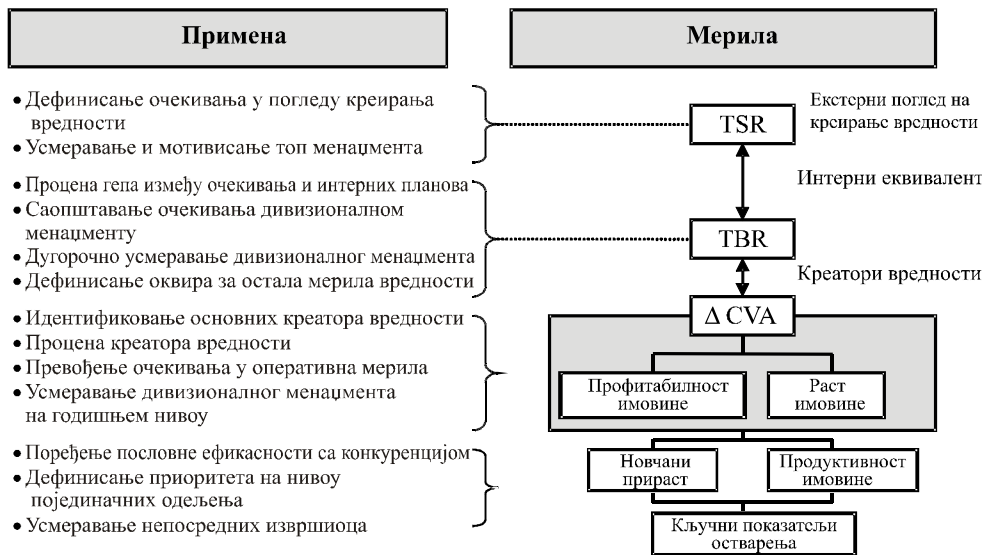 Примена
• Дефинисање очекивања у погледу креирања
вредности
• Усмеравање и мотивисање топ менаџмента
• Процена гепа између очекивања и интерних планова
• Саопштавање очекивања дивизионалном
менаџменту
• Дугорочно усмеравање дивизионалног менаџмента
• Дефинисање оквира за остала мерила вредности
• Идентификовање основних креатора вредности
• Процена креатора вредности
• Превођење очекивања у оперативна мерила
• Усмеравање дивизионалног менаџмента
на годишњем нивоу
• Поређење пословне ефикасности са конкуренцијом
• Дефинисање приоритета на нивоу
појединачних одељења
• Усмеравање непосредних извршиоца
Мерила
TSR
Екстерни поглед на
креирање вредности
Интерни еквивалент
TBR
Креатори вредности
Δ CVA
Профитабилност
имовине
Раст
имовине
Новчани
прираст
Продуктивност
имовине
Кључни показатељи
остварења